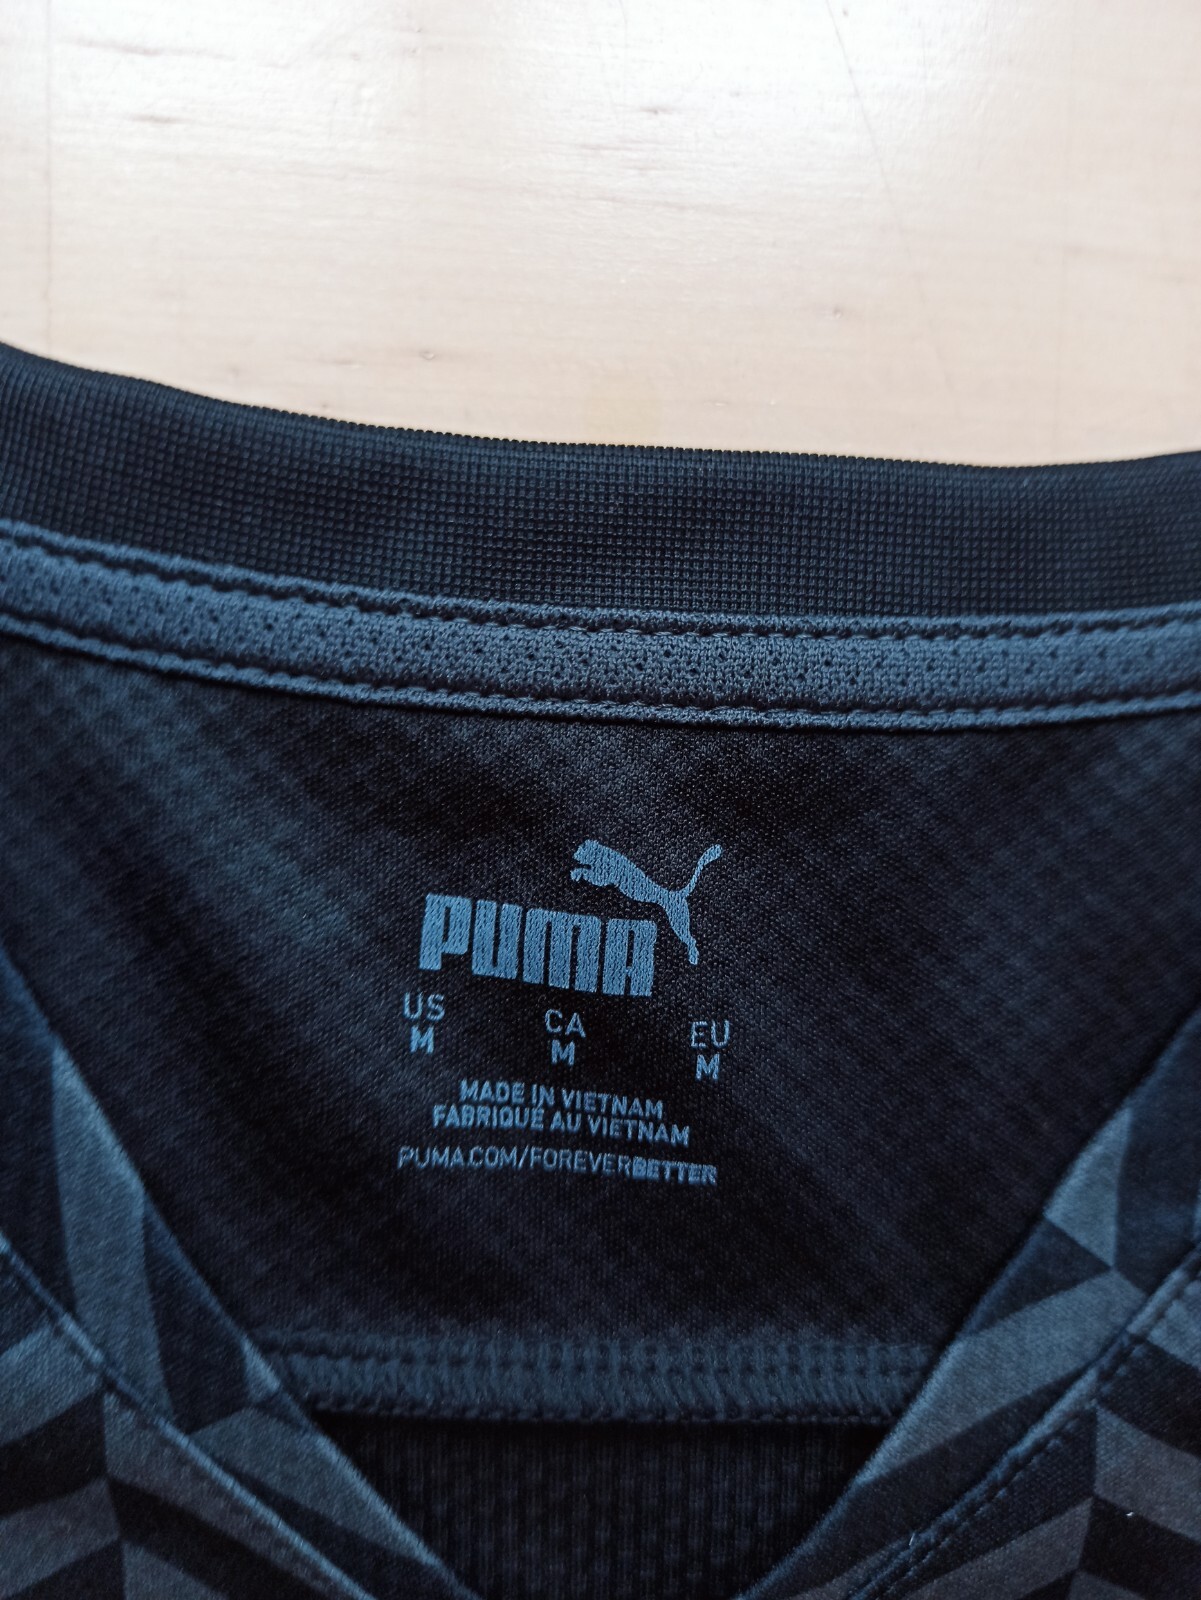 PUMA
US CA EU
M M M
MADE IN VIETNAM
FABRIQUÉ AU VIETNAM
PUMA.COM/FOREVERBETTER